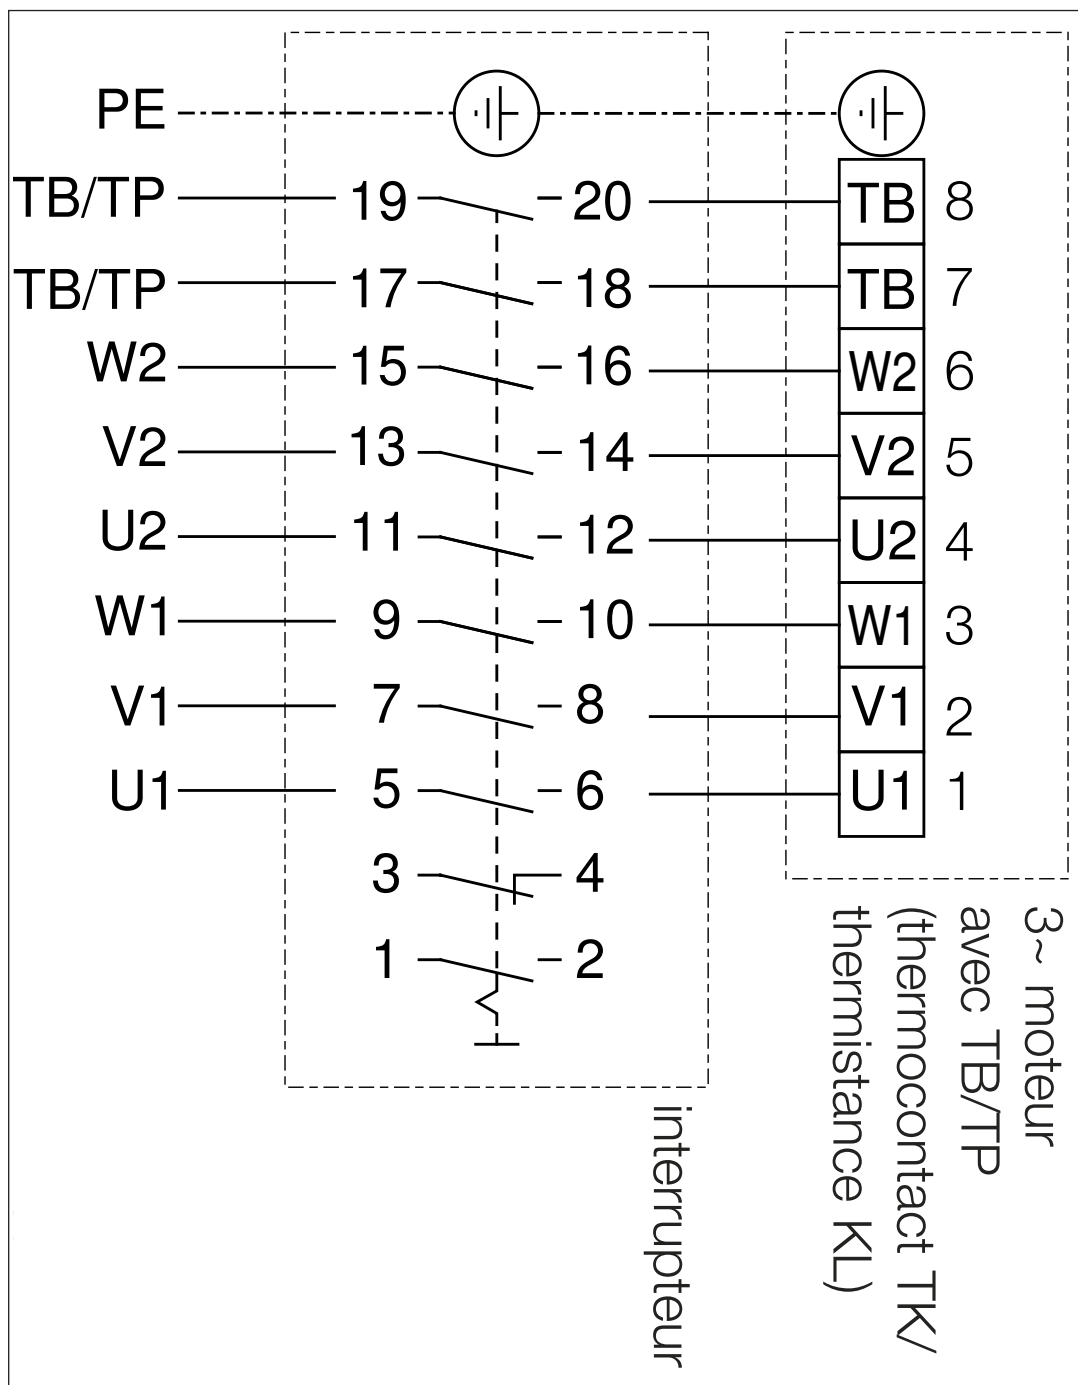 PE
TB/TP 19 20 TB 8
TB/TP 17 18 TB 7
W2 15 16 W2 6
V2 13 14 V2 5
U2 11 12 U2 4
W1 9 10 W1 3
V1 7 8 V1 2
U1 5 6 U1 1
3 4
1 2
interrupteur
3~ moteur
avec TB/TP
(thermocontact TK/
thermistance KL)